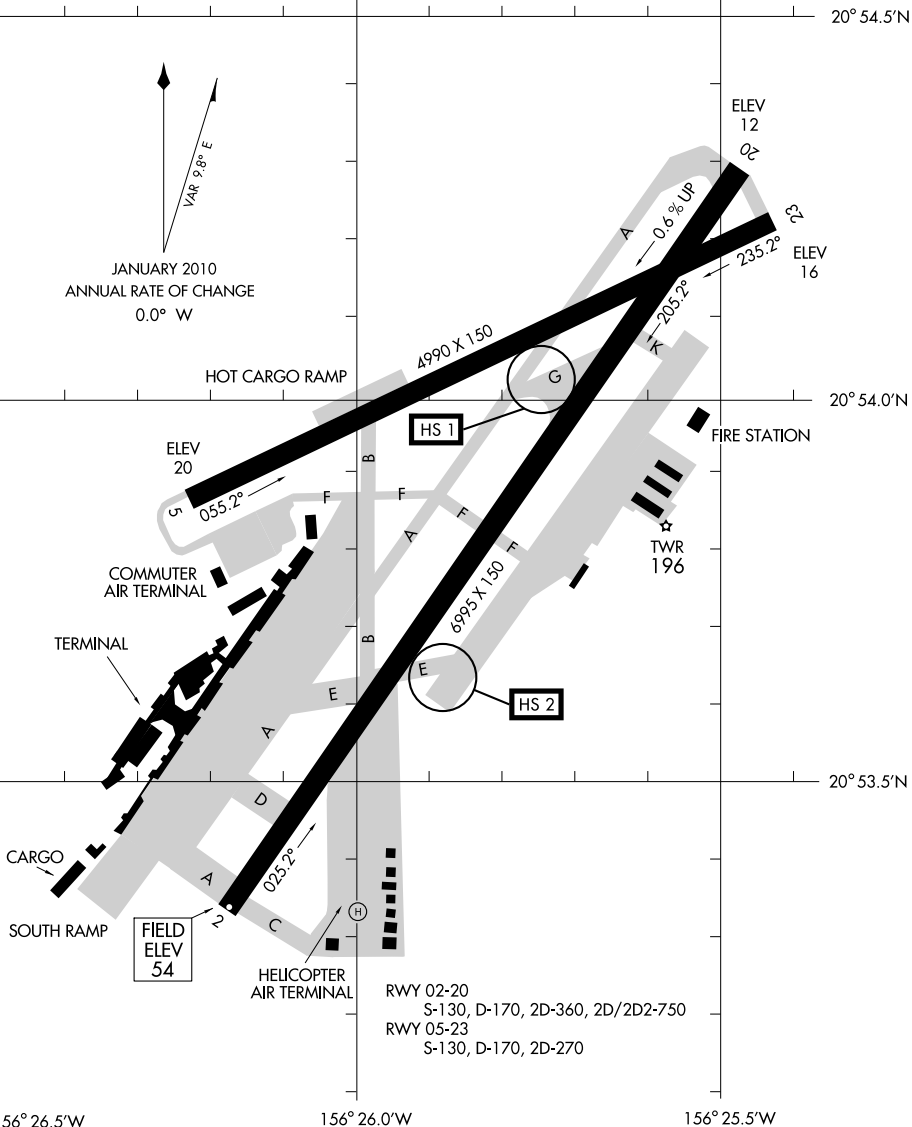 20° 54.5'N
ELEV
12
20
VAR 9.8° E
0.6% UP
A
23
235.2°
ELEV
16
JANUARY 2010
ANNUAL RATE OF CHANGE
0.0° W
205.2°
4990 X 150
K
HOT CARGO RAMP
G
20° 54.0'N
HS 1
FIRE STATION
ELEV
20
B
055.2°
5
F
F
F
A
F
TWR
196
COMMUTER
AIR TERMINAL
6995 X 150
TERMINAL
B
E
E
HS 2
A
20° 53.5'N
D
CARGO
A
025.2°
SOUTH RAMP
2
C
H
FIELD
ELEV
54
HELICOPTER
AIR TERMINAL
RWY 02-20
S-130, D-170, 2D-360, 2D/2D2-750
RWY 05-23
S-130, D-170, 2D-270
56° 26.5'W
156° 26.0'W
156° 25.5'W